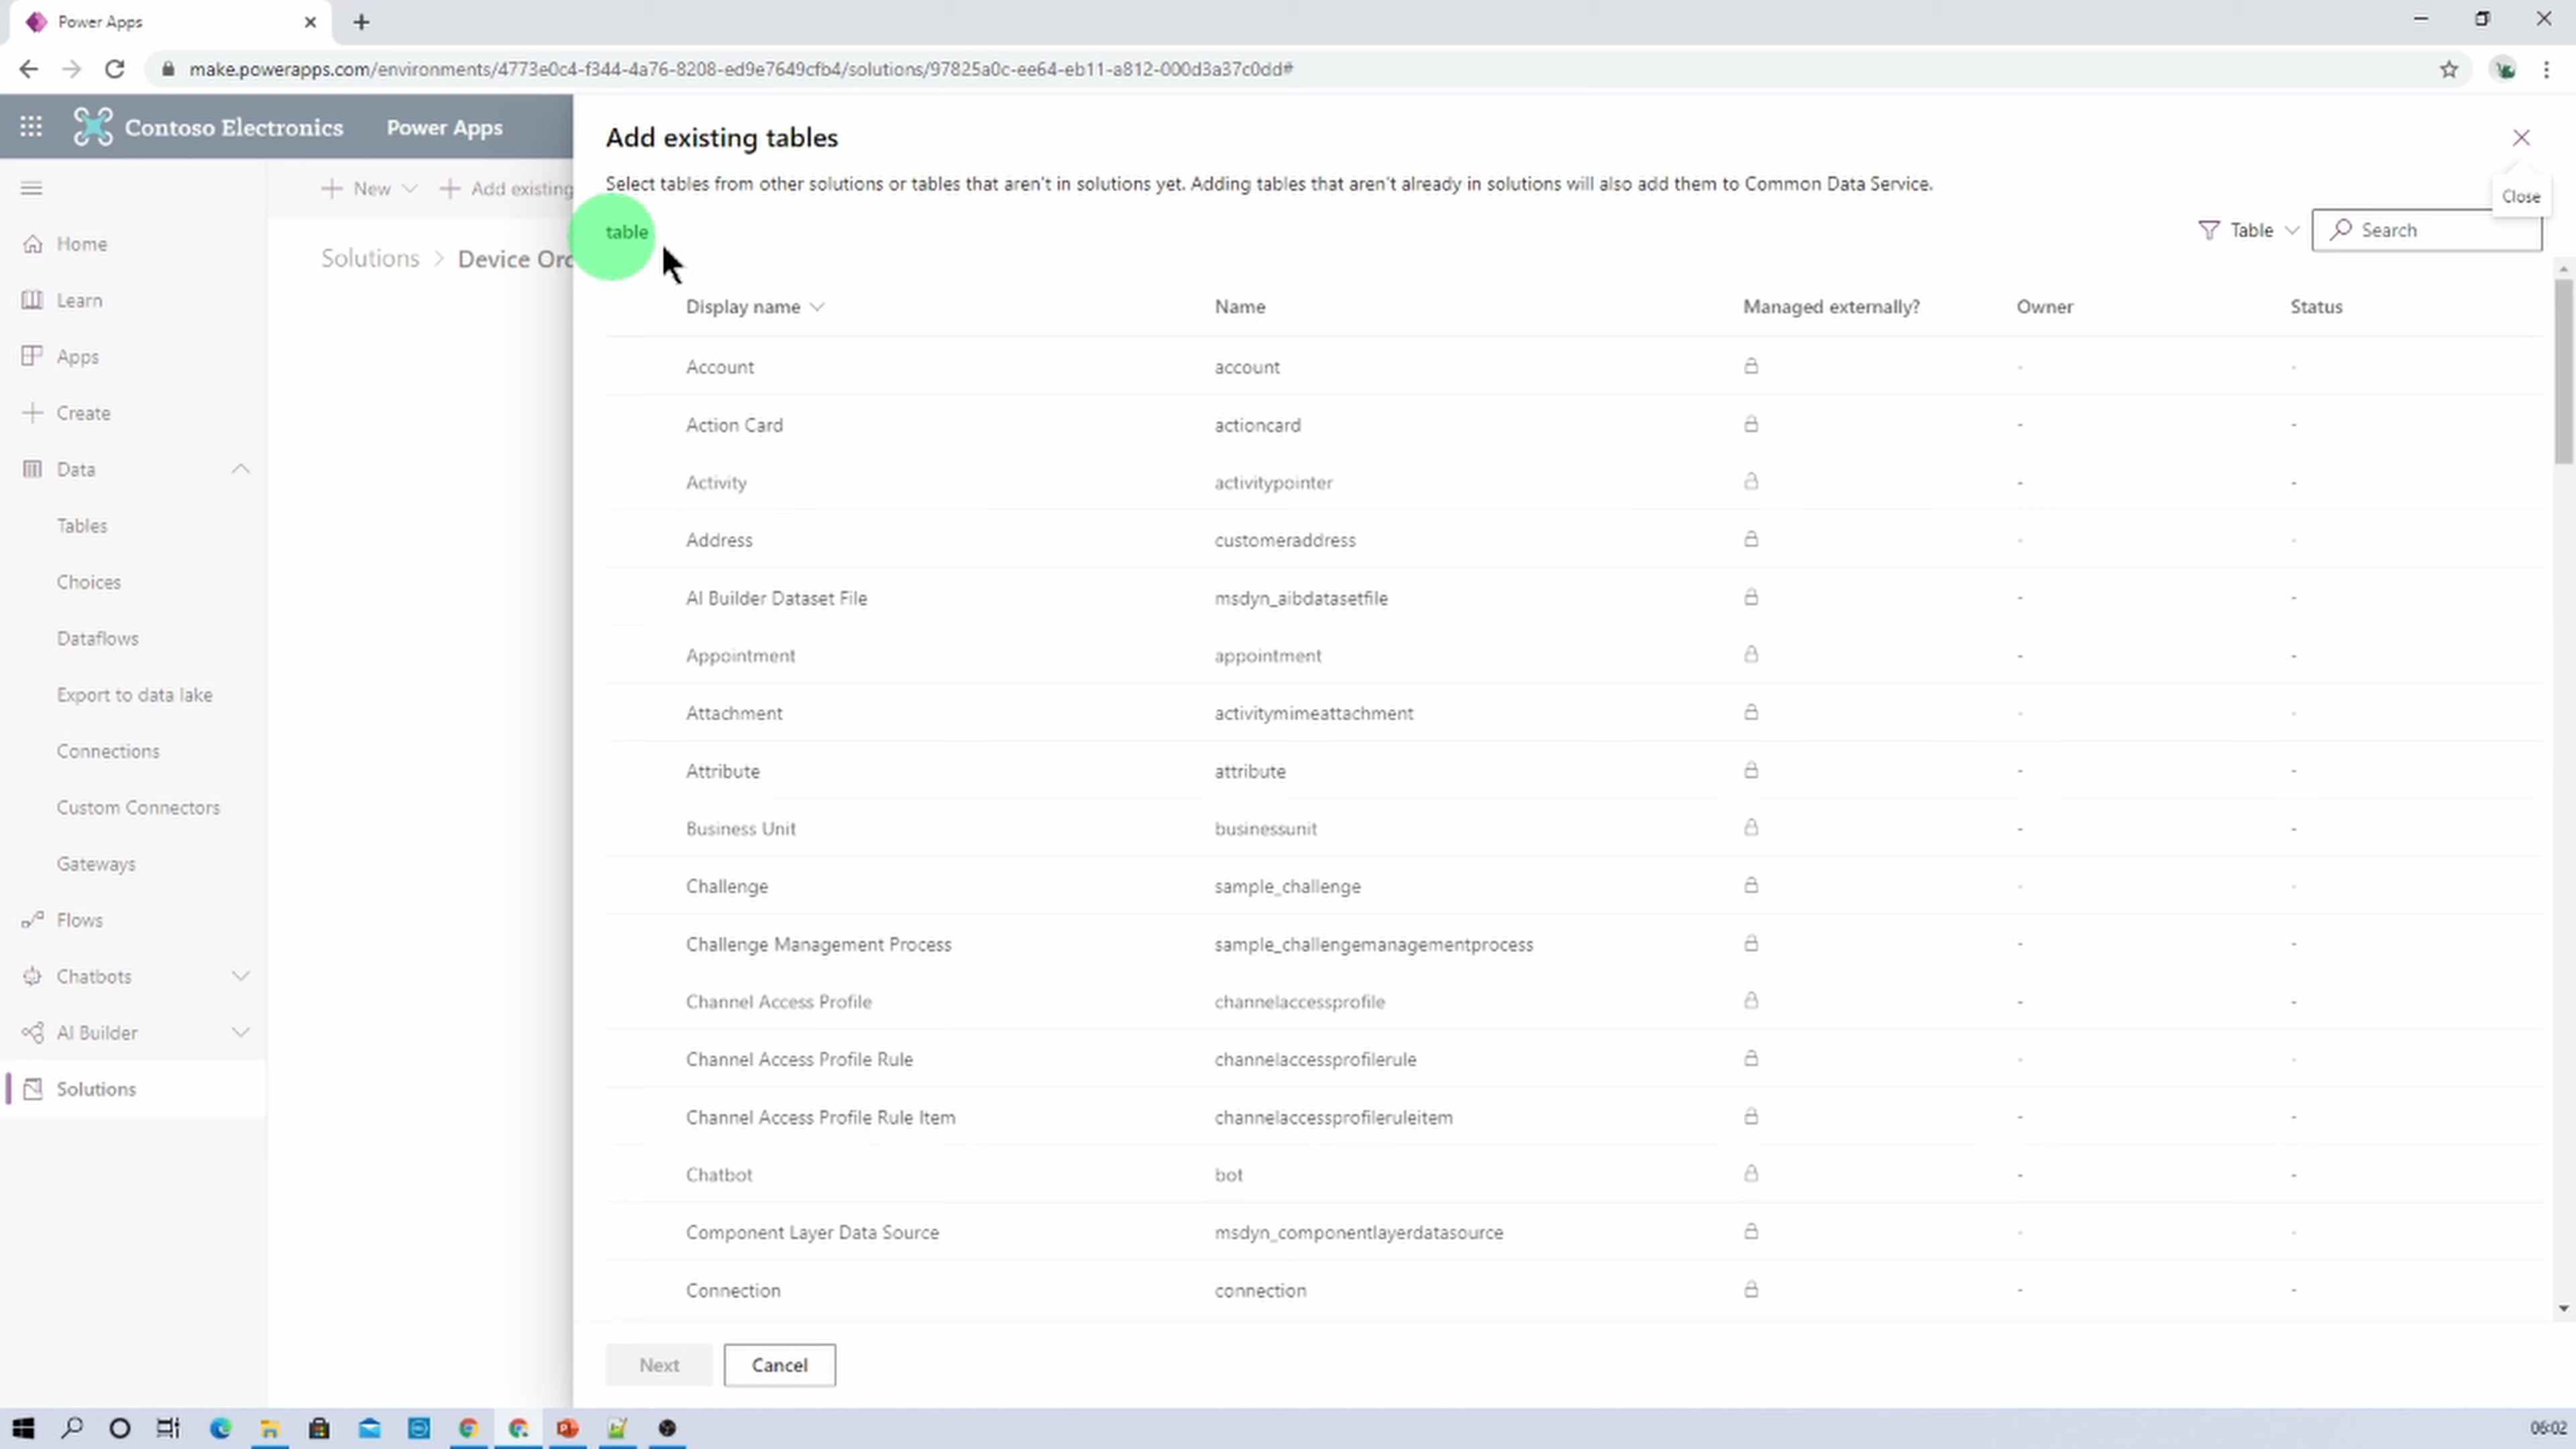 Power Apps
make.powerapps.com/environments/4773e0c4-f344-4a76-8208-ed9e7649cfb4/solutions/97825a0c-ee64-eb11-a812-000d3a37c0dd#
Contoso Electronics Power Apps
New Add existing
Solutions > Device Ord
Home
Learn
Apps
Create
Data
Tables
Choices
Dataflows
Export to data lake
Connections
Custom Connectors
Gateways
Flows
Chatbots
AI Builder
Solutions
Add existing tables
Select tables from other solutions or tables that aren't in solutions yet. Adding tables that aren't already in solutions will also add them to Common Data Service.
Close
table
Table Search
Display name Name Managed externally? Owner Status
Account account - -
Action Card actioncard - -
Activity activitypointer - -
Address customeraddress - -
AI Builder Dataset File msdyn_aibdatasetfile - -
Appointment appointment - -
Attachment activitymimeattachment - -
Attribute attribute - -
Business Unit businessunit - -
Challenge sample_challenge - -
Challenge Management Process sample_challengemanagementprocess - -
Channel Access Profile channelaccessprofile - -
Channel Access Profile Rule channelaccessprofilerule - -
Channel Access Profile Rule Item channelaccessprofileruleitem - -
Chatbot bot - -
Component Layer Data Source msdyn_componentlayerdatasource - -
Connection connection - -
Next Cancel
06:02